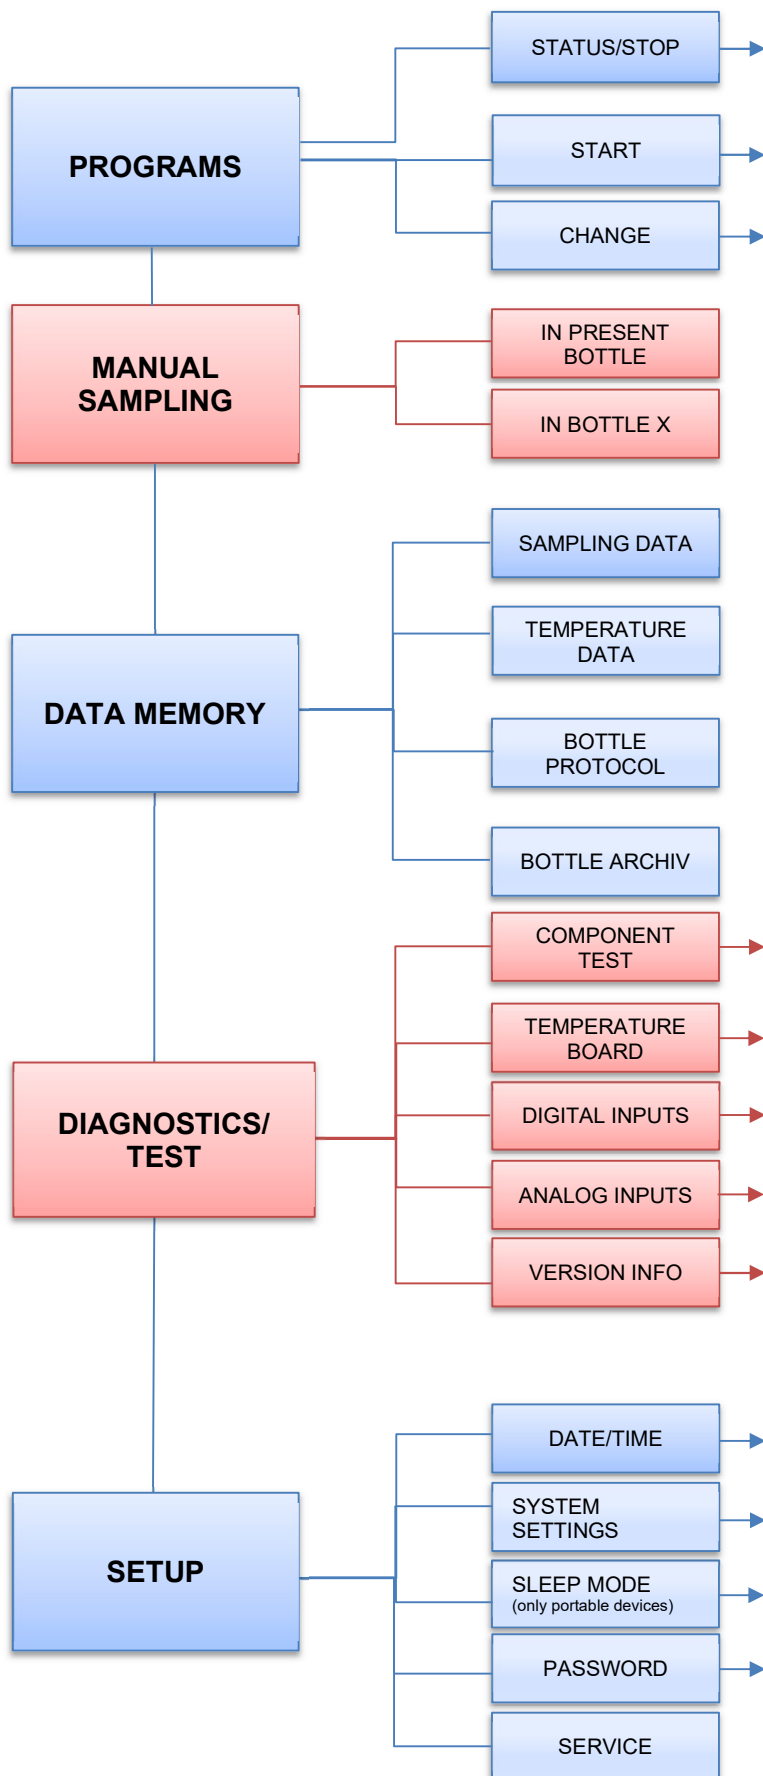 PROGRAMS
STATUS/STOP
START
CHANGE
MANUAL
SAMPLING
IN PRESENT
BOTTLE
IN BOTTLE X
DATA MEMORY
SAMPLING DATA
TEMPERATURE
DATA
BOTTLE
PROTOCOL
BOTTLE ARCHIV
DIAGNOSTICS/
TEST
COMPONENT
TEST
TEMPERATURE
BOARD
DIGITAL INPUTS
ANALOG INPUTS
VERSION INFO
SETUP
DATE/TIME
SYSTEM
SETTINGS
SLEEP MODE
(only portable devices)
PASSWORD
SERVICE